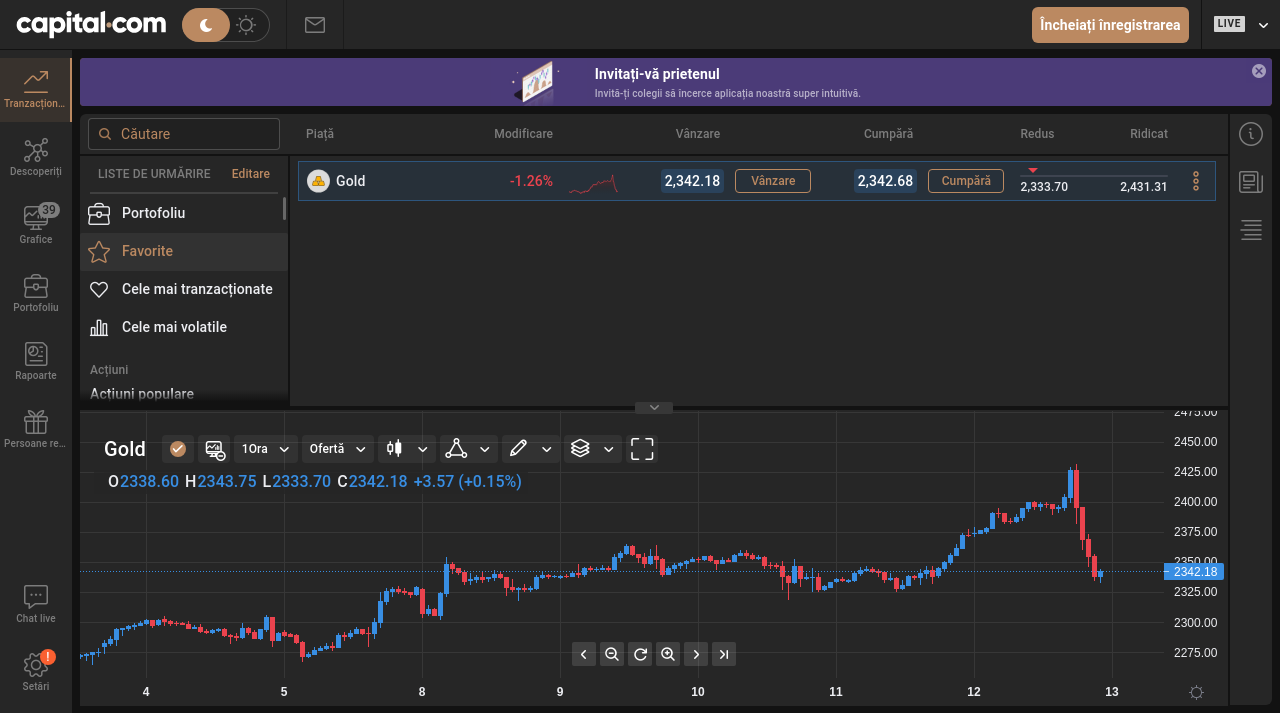 capital.com
Încheiați înregistrarea
LIVE
Tranzacțion...
Descoperiți
39
Grafice
Portofoliu
Rapoarte
Persoane re...
Chat live
!
Setări
Invitați-vă prietenul
Invită-ți colegii să încerce aplicația noastră super intuitivă.
Căutare
Piață Modificare Vânzare Cumpără Redus Ridicat
LISTE DE URMĂRIRE Editare
Portofoliu
Favorite
Cele mai tranzacționate
Cele mai volatile
Acțiuni
Acțiuni populare
Gold -1.26% 2,342.18 Vânzare 2,342.68 Cumpără 2,333.70 2,431.31
Gold 1Ora Ofertă
O2338.60 H2343.75 L2333.70 C2342.18 +3.57 (+0.15%)
2475.00
2450.00
2425.00
2400.00
2375.00
2350.00
2342.18
2325.00
2300.00
2275.00
4 5 8 9 10 11 12 13